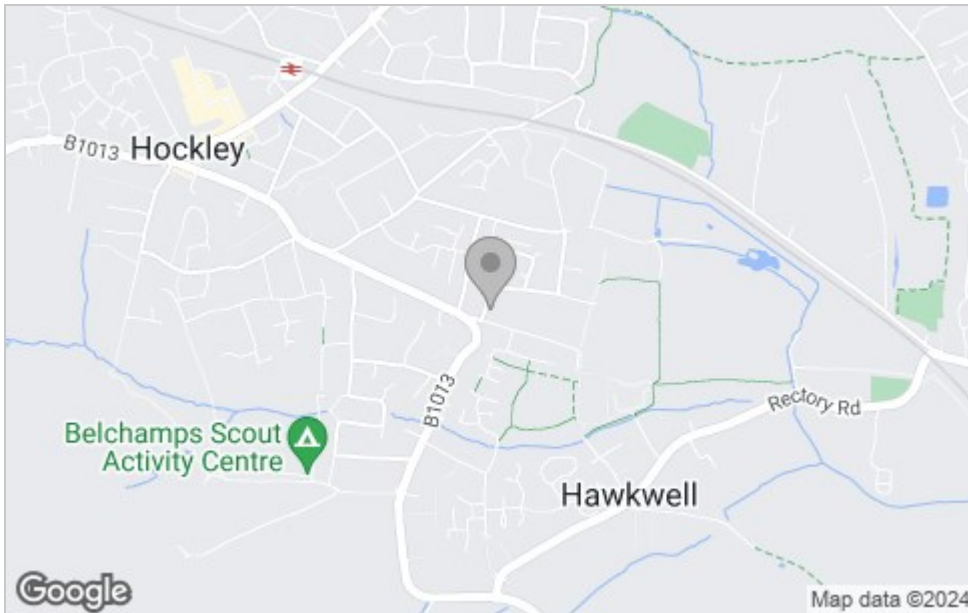 B1013
Hockley
B1013
Belchamps Scout
Activity Centre
Rectory Rd
Hawkwell
Google
Map data ©2024